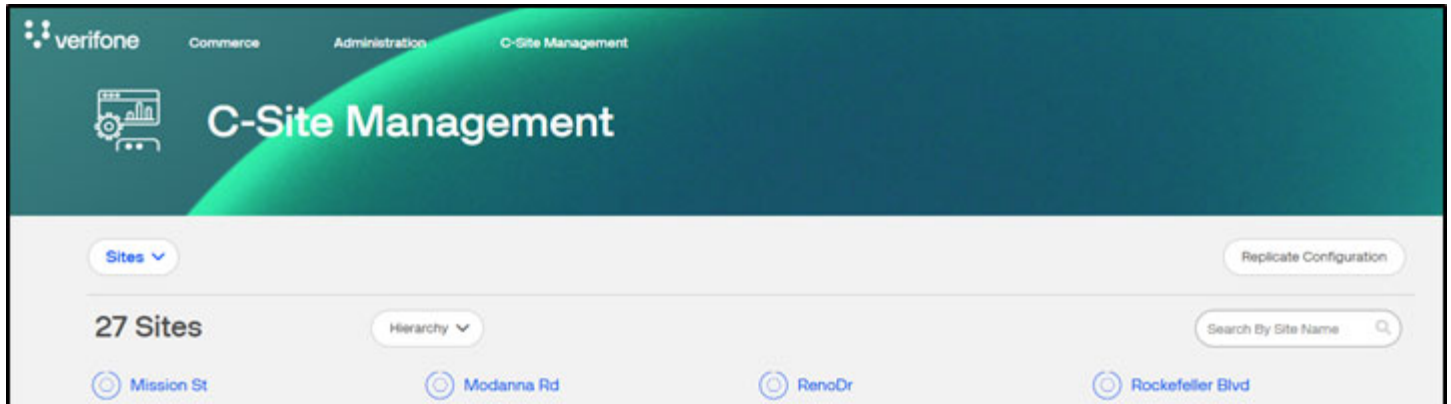 verifone Commerce Administration C-Site Management
C-Site Management
Sites Replicate Configuration
27 Sites Hierarchy Search By Site Name
Mission St Modanna Rd RenoDr Rockefeller Blvd